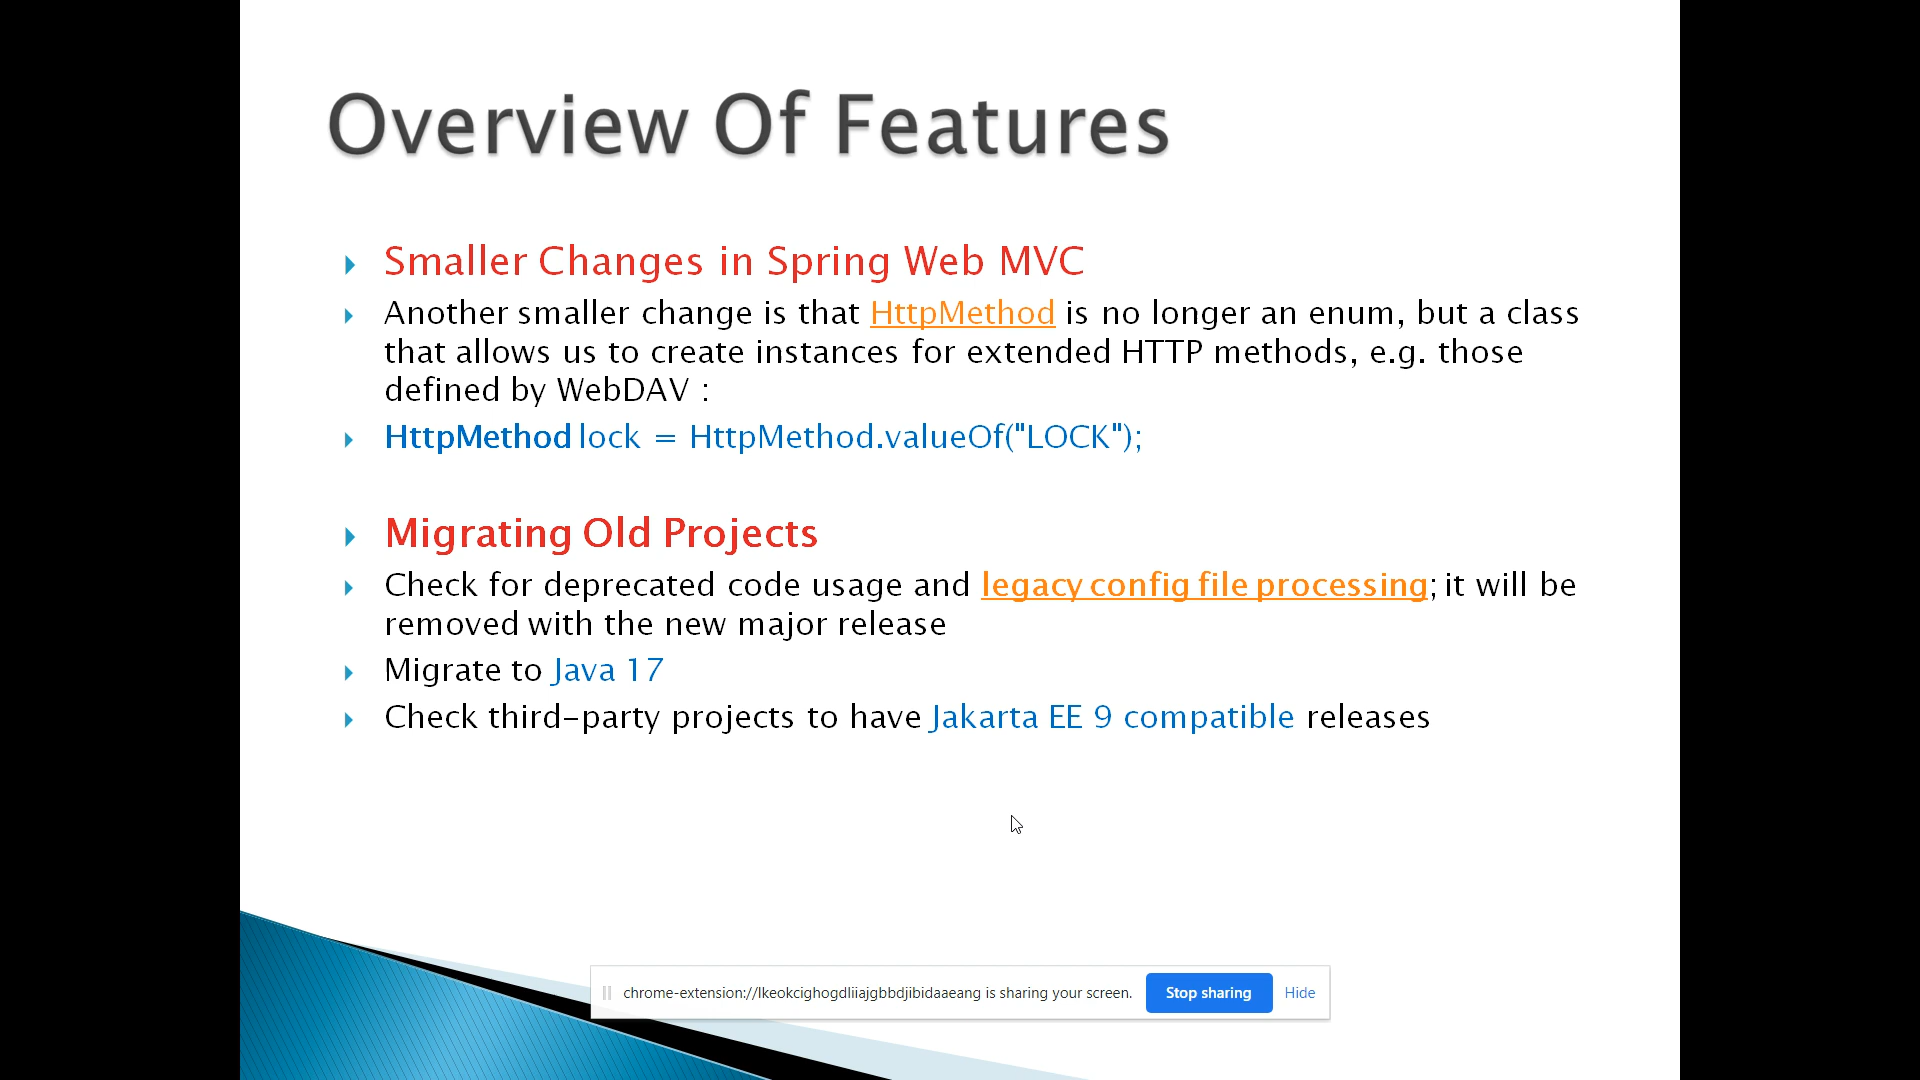 Overview Of Features
Smaller Changes in Spring Web MVC
Another smaller change is that HttpMethod is no longer an enum, but a class
that allows us to create instances for extended HTTP methods, e.g. those
defined by WebDAV :
HttpMethod lock = HttpMethod.valueOf("LOCK");
Migrating Old Projects
Check for deprecated code usage and legacy config file processing; it will be
removed with the new major release
Migrate to Java 17
Check third-party projects to have Jakarta EE 9 compatible releases
chrome-extension://lkeokcighogdliiajgbbdjibidaaeang is sharing your screen. Stop sharing Hide